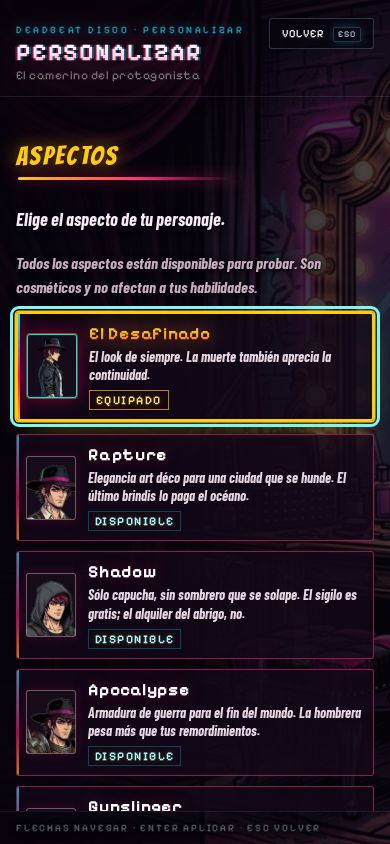 DEADBEAT DISCO · PERSONALIZAR
PERSONALIZAR
El camerino del protagonista
VOLVER ESC
ASPECTOS
Elige el aspecto de tu personaje.
Todos los aspectos están disponibles para probar. Son
cosméticos y no afectan a tus habilidades.
El Desafinado
El look de siempre. La muerte también aprecia la
continuidad.
EQUIPADO
Rapture
Elegancia art déco para una ciudad que se hunde. El
último brindis lo paga el océano.
DISPONIBLE
Shadow
Sólo capucha, sin sombrero que se solape. El sigilo es
gratis; el alquiler del abrigo, no.
DISPONIBLE
Apocalypse
Armadura de guerra para el fin del mundo. La hombrera
pesa más que tus remordimientos.
DISPONIBLE
Gunslinger
FLECHAS NAVEGAR · ENTER APLICAR · ESC VOLVER